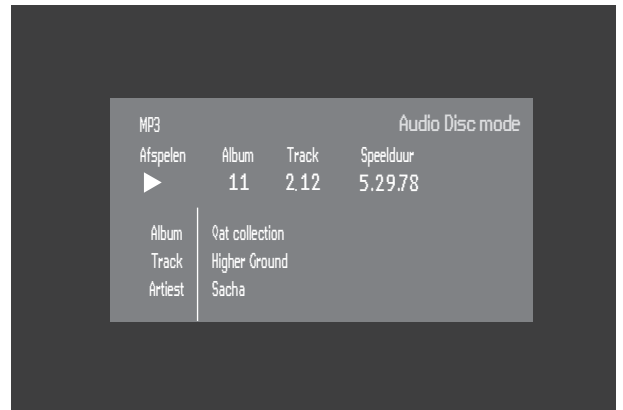 MP3 Audio Disc mode
Afspelen Album Track Speelduur
11 2.12 5.29.78
Album Qat collection
Track Higher Ground
Artiest Sacha